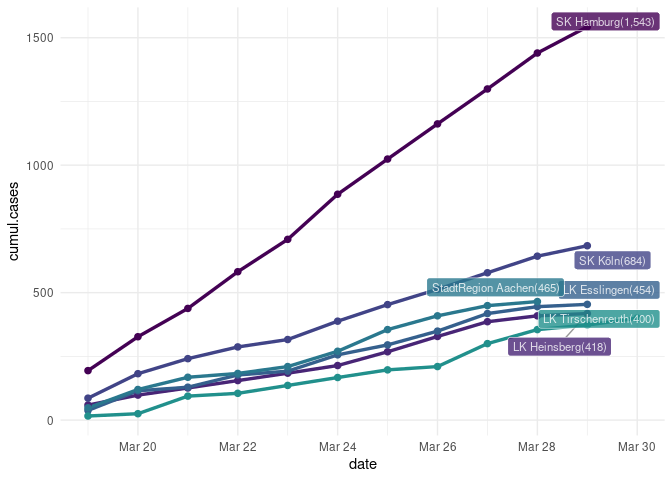 SK Hamburg(1,543)
1500
1000
cumul.cases
SK Köln(684)
500
StadtRegion Aachen(465)
LK Esslingen(454)
LK Tirschenreuth(400)
LK Heinsberg(418)
0
Mar 20
Mar 22
Mar 24
Mar 26
Mar 28
Mar 30
date